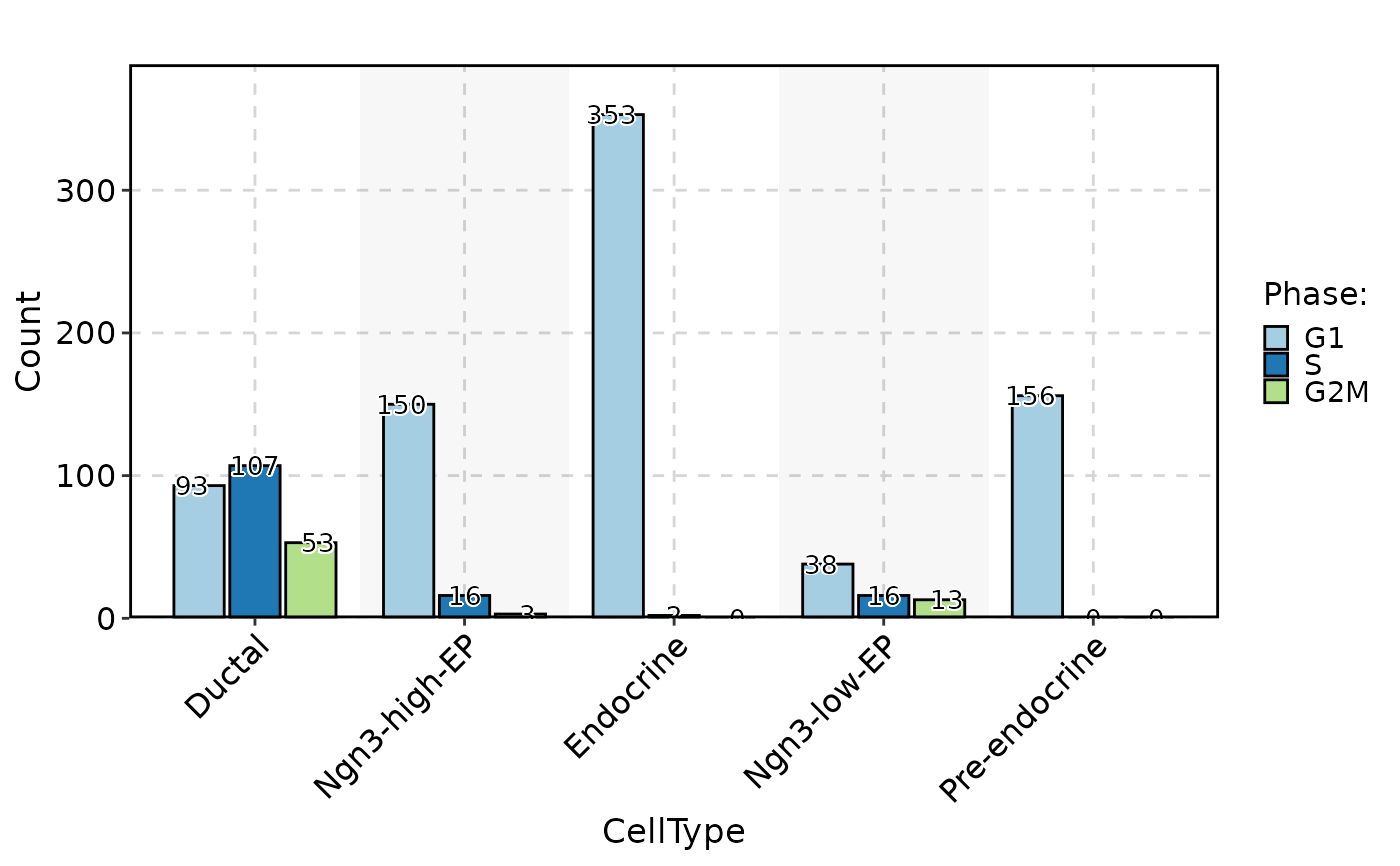 353
300
Phase:
G1
S
G2M
Count
200
150
156
100
93
107
53
38
16
3
2
0
16
13
0
0
0
Ductal
Ngn3-high-EP
Endocrine
Ngn3-low-EP
Pre-endocrine
CellType